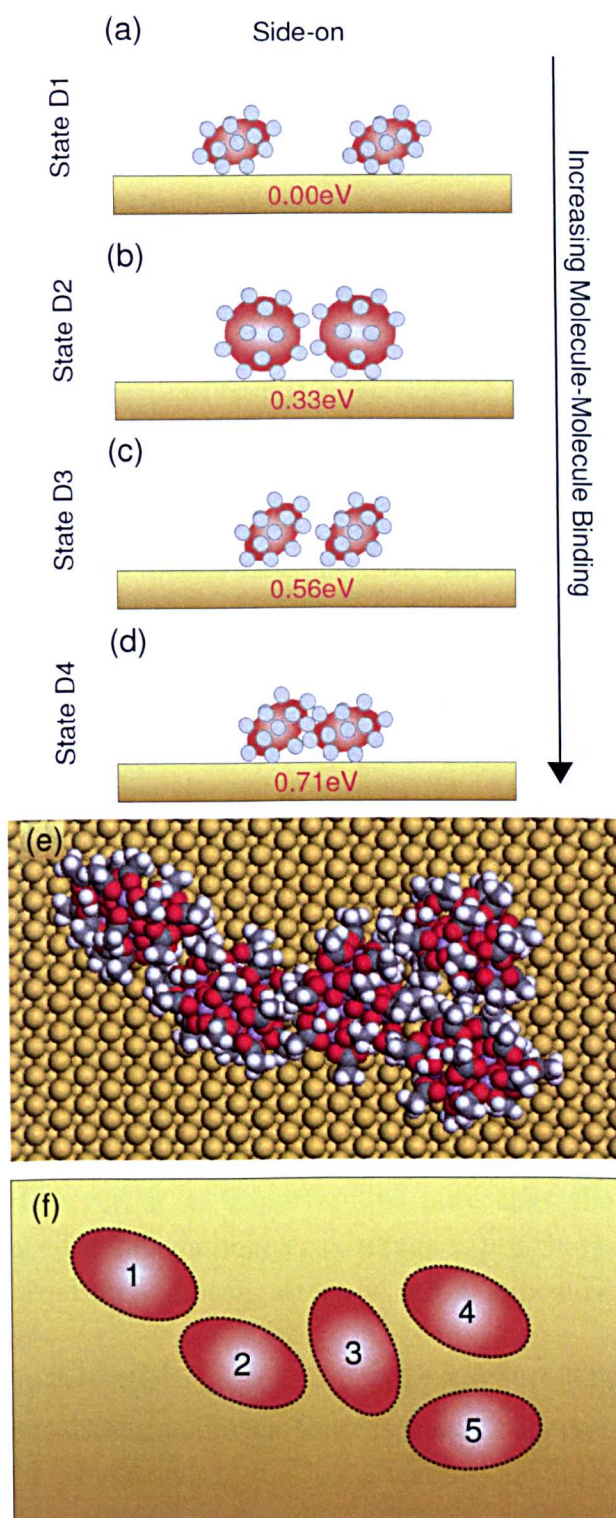 (a)
Side-on
State D1
0.00eV
(b)
State D2
0.33eV
(c)
State D3
0.56eV
(d)
State D4
0.71eV
Increasing Molecule-Molecule Binding
(e)
(f)
1
2
3
4
5